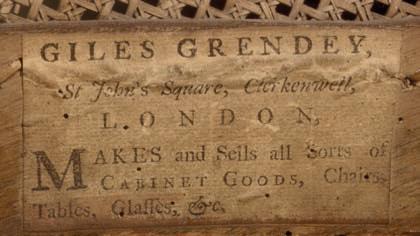 GILES GRENDEY,
St John's Square, Clerkenwell,
LONDON,
MAKES and Sells all Sorts of
CABINET GOODS, Chairs,
Tables, Glasses, &c.